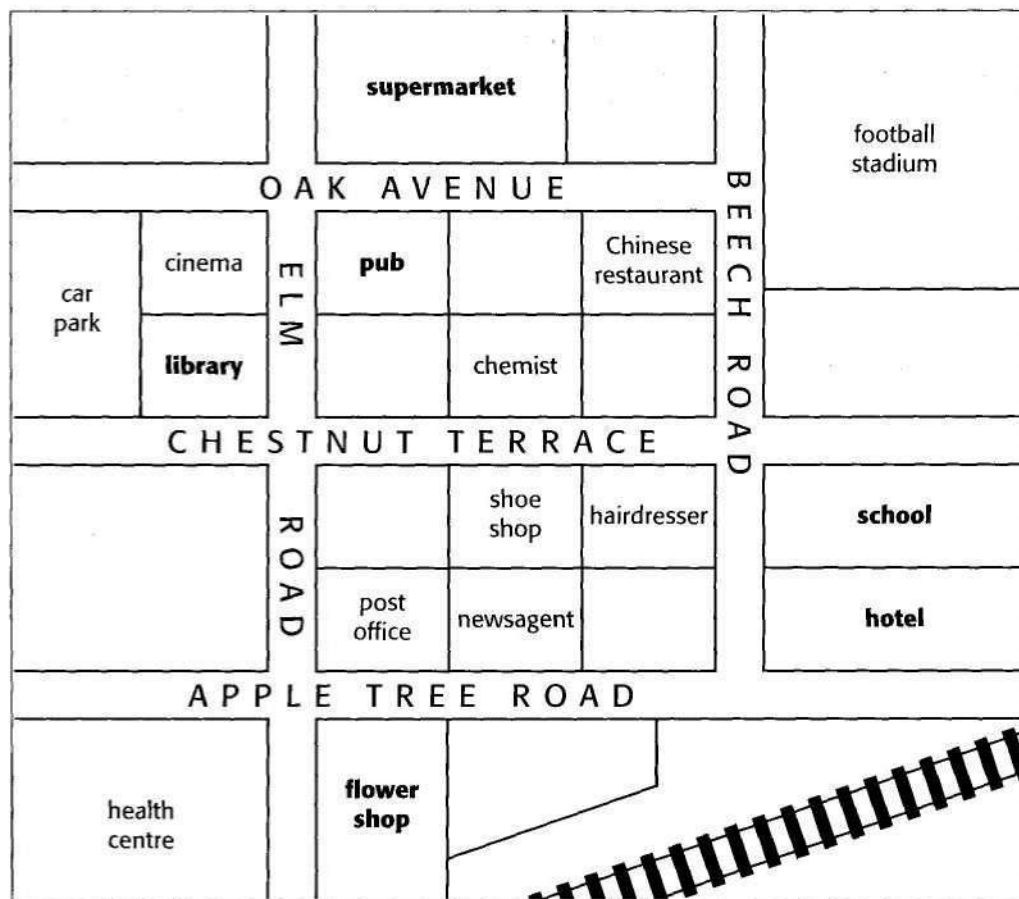 supermarket
football
stadium
OAK AVENUE
BEECH ROAD
car
park
cinema
ELM
pub
Chinese
restaurant
library
chemist
CHESTNUT TERRACE
ROAD
shoe
shop
hairdresser
school
post
office
newsagent
hotel
APPLE TREE ROAD
health
centre
flower
shop